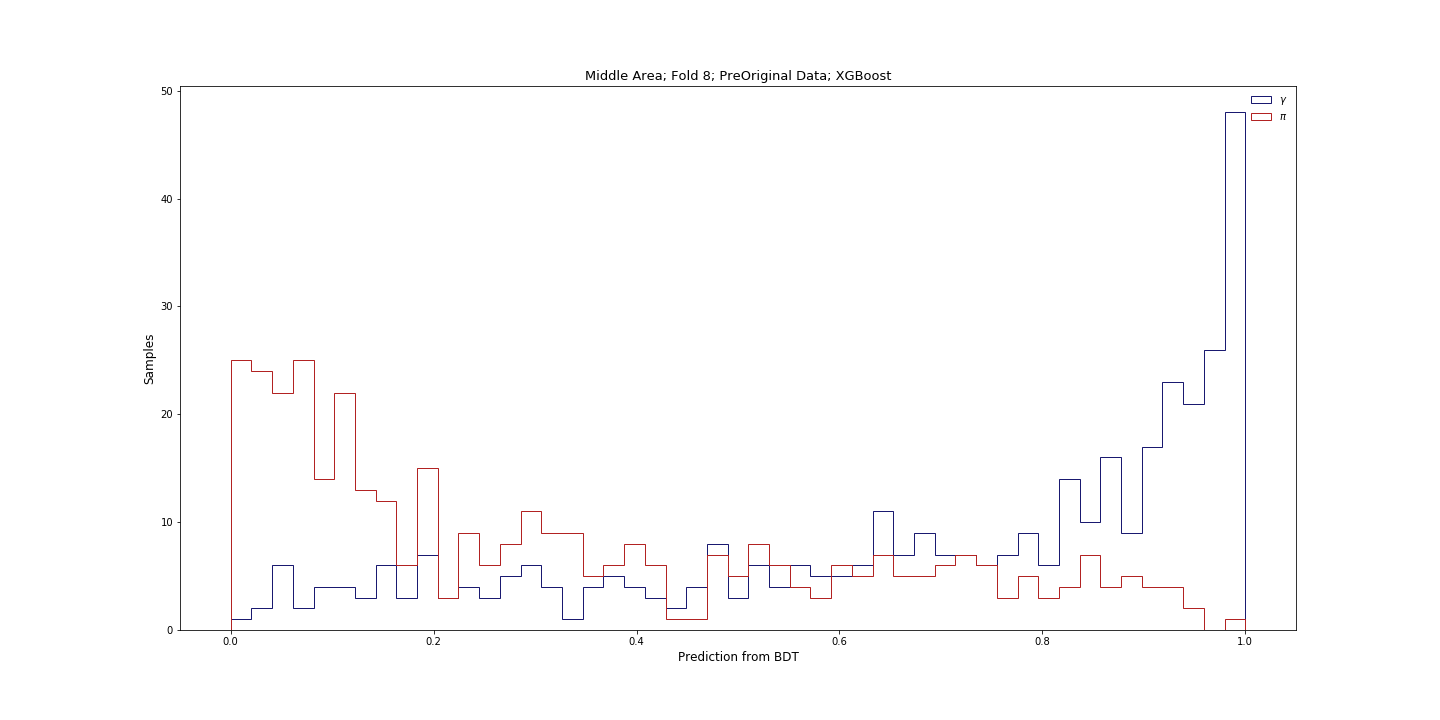 Middle Area; Fold 8; PreOriginal Data; XGBoost
50
40
30
20
10
0
Samples
γ
π
0.0 0.2 0.4 0.6 0.8 1.0
Prediction from BDT